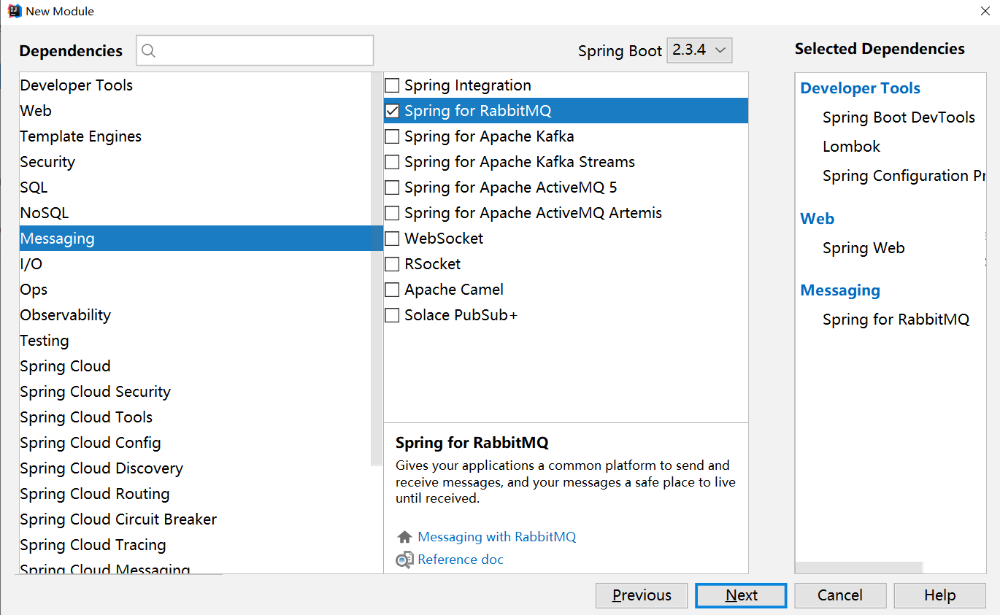 New Module
Dependencies
Spring Boot 2.3.4
Selected Dependencies
Developer Tools
Web
Template Engines
Security
SQL
NoSQL
Messaging
I/O
Ops
Observability
Testing
Spring Cloud
Spring Cloud Security
Spring Cloud Tools
Spring Cloud Config
Spring Cloud Discovery
Spring Cloud Routing
Spring Cloud Circuit Breaker
Spring Cloud Tracing
Spring Cloud Messaging
Spring Integration
Spring for RabbitMQ
Spring for Apache Kafka
Spring for Apache Kafka Streams
Spring for Apache ActiveMQ 5
Spring for Apache ActiveMQ Artemis
WebSocket
RSocket
Apache Camel
Solace PubSub+
Spring for RabbitMQ
Gives your applications a common platform to send and
receive messages, and your messages a safe place to live
until received.
Messaging with RabbitMQ
Reference doc
Developer Tools
Spring Boot DevTools
Lombok
Spring Configuration Pr
Web
Spring Web
Messaging
Spring for RabbitMQ
Previous
Next
Cancel
Help